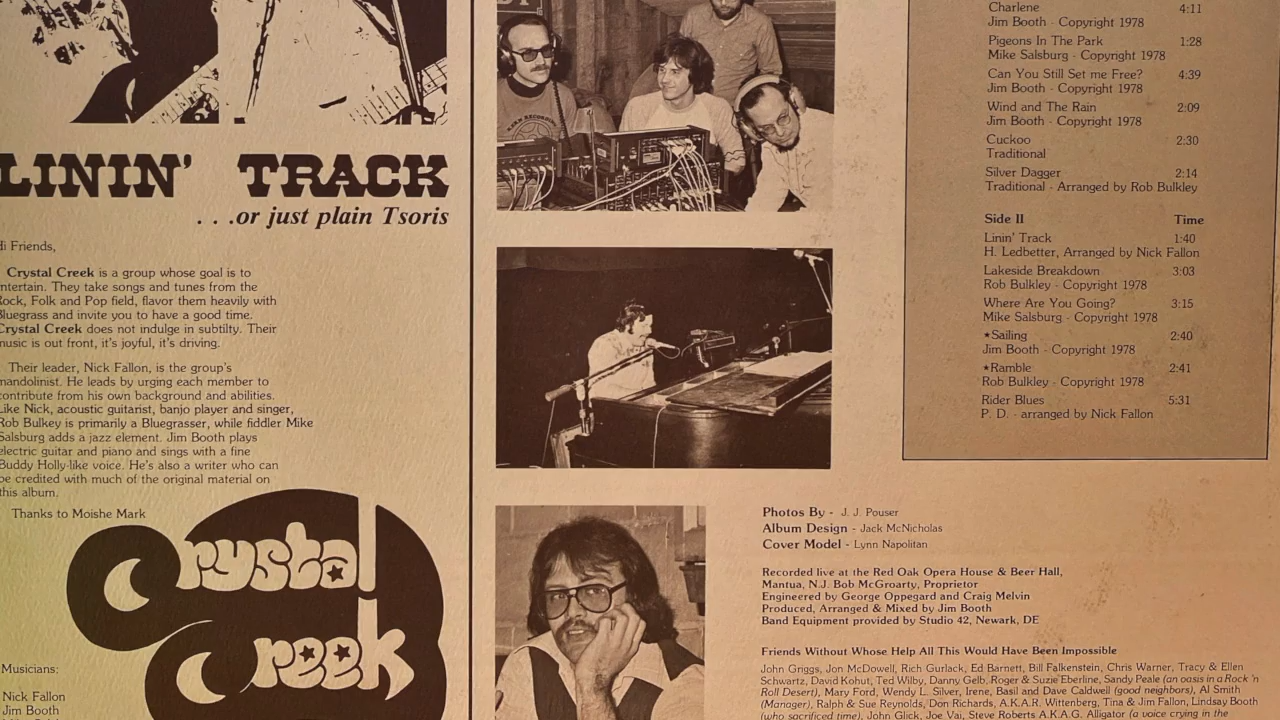 LININ' TRACK
. . .or just plain Tsoris
Hi Friends,
Crystal Creek is a group whose goal is to
entertain. They take songs and tunes from the
Rock, Folk and Pop field, flavor them heavily with
Bluegrass and invite you to have a good time.
Crystal Creek does not indulge in subtilty. Their
music is out front, it's joyful, it's driving.
Their leader, Nick Fallon, is the group's
mandolinist. He leads by urging each member to
contribute from his own background and abilities.
Like Nick, acoustic guitarist, banjo player and singer,
Rob Bulkey is primarily a Bluegrasser, while fiddler Mike
Salsburg adds a jazz element. Jim Booth plays
electric guitar and piano and sings with a fine
Buddy Holly-like voice. He's also a writer who can
be credited with much of the original material on
this album.
Thanks to Moishe Mark
Crystal
Creek
Musicians:
Nick Fallon
Jim Booth
Charlene 4:11
Jim Booth - Copyright 1978
Pigeons In The Park 1:28
Mike Salsburg - Copyright 1978
Can You Still Set me Free? 4:39
Jim Booth - Copyright 1978
Wind and The Rain 2:09
Jim Booth - Copyright 1978
Cuckoo 2:30
Traditional
Silver Dagger 2:14
Traditional - Arranged by Rob Bulkley
Side II Time
Linin' Track 1:40
H. Ledbetter, Arranged by Nick Fallon
Lakeside Breakdown 3:03
Rob Bulkley - Copyright 1978
Where Are You Going? 3:15
Mike Salsburg - Copyright 1978
★Sailing 2:40
Jim Booth - Copyright 1978
★Ramble 2:41
Rob Bulkley - Copyright 1978
Rider Blues 5:31
P. D. - arranged by Nick Fallon
Photos By - J. J. Pouser
Album Design - Jack McNicholas
Cover Model - Lynn Napolitan
Recorded live at the Red Oak Opera House & Beer Hall,
Mantua, N.J. Bob McGroarty, Proprietor
Engineered by George Oppegard and Craig Melvin
Produced, Arranged & Mixed by Jim Booth
Band Equipment provided by Studio 42, Newark, DE
Friends Without Whose Help All This Would Have Been Impossible
John Griggs, Jon McDowell, Rich Gurlack, Ed Barnett, Bill Falkenstein, Chris Warner, Tracy & Ellen
Schwartz, David Kohut, Ted Wilby, Danny Gelb, Roger & Suzie Eberline, Sandy Peale (an oasis in a Rock 'n
Roll Desert), Mary Ford, Wendy L. Silver, Irene, Basil and Dave Caldwell (good neighbors), Al Smith
(Manager), Ralph & Sue Reynolds, Don Richards, A.K.A.R. Wittenberg, Tina & Jim Fallon, Lindsay Booth
(who sacrificed time), John Glick, Joe Vai, Steve Roberts A.K.A.G. Alligator (a voice crying in the